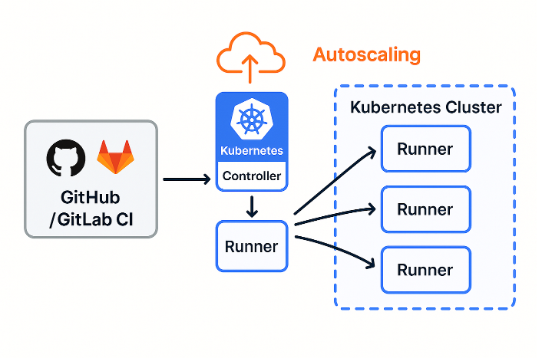 Autoscaling
Kubernetes Cluster
GitHub
/GitLab CI
Kubernetes
Controller
Runner
Runner
Runner
Runner